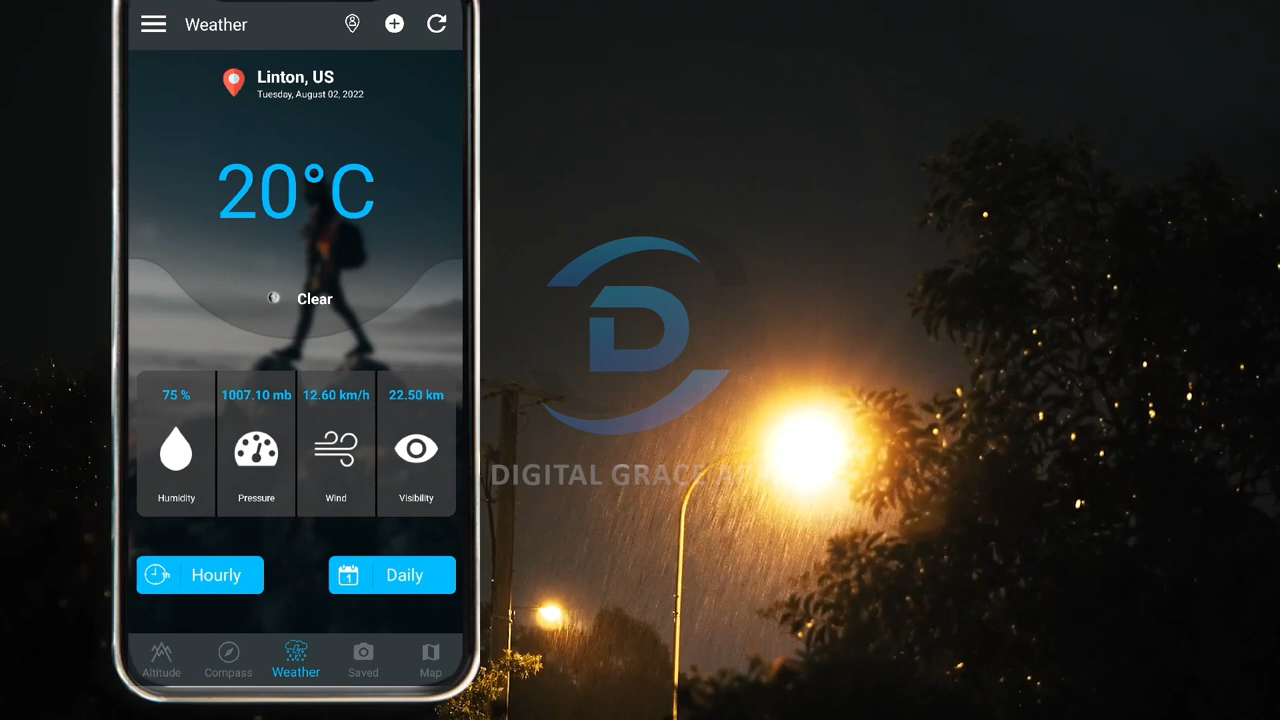 Weather
Linton, US
Tuesday, August 02, 2022
20°C
Clear
75 % 1007.10 mb 12.60 km/h 22.50 km
Humidity Pressure Wind Visibility
Hourly Daily
1
Altitude Compass Weather Saved Map
D
DIGITAL GRACE